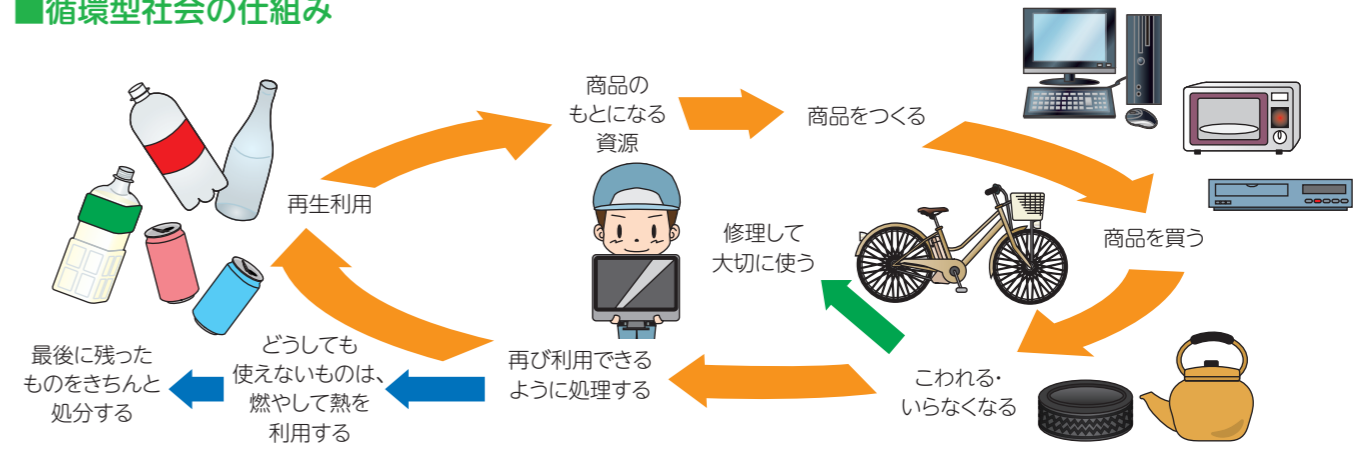 ■循環型社会の仕組み
商品の
もとになる
資源
商品をつくる
商品を買う
こわれる・
いらなくなる
修理して
大切に使う
再び利用できる
ように処理する
再生利用
どうしても
使えないものは、
燃やして熱を
利用する
最後に残った
ものをきちんと
処分する